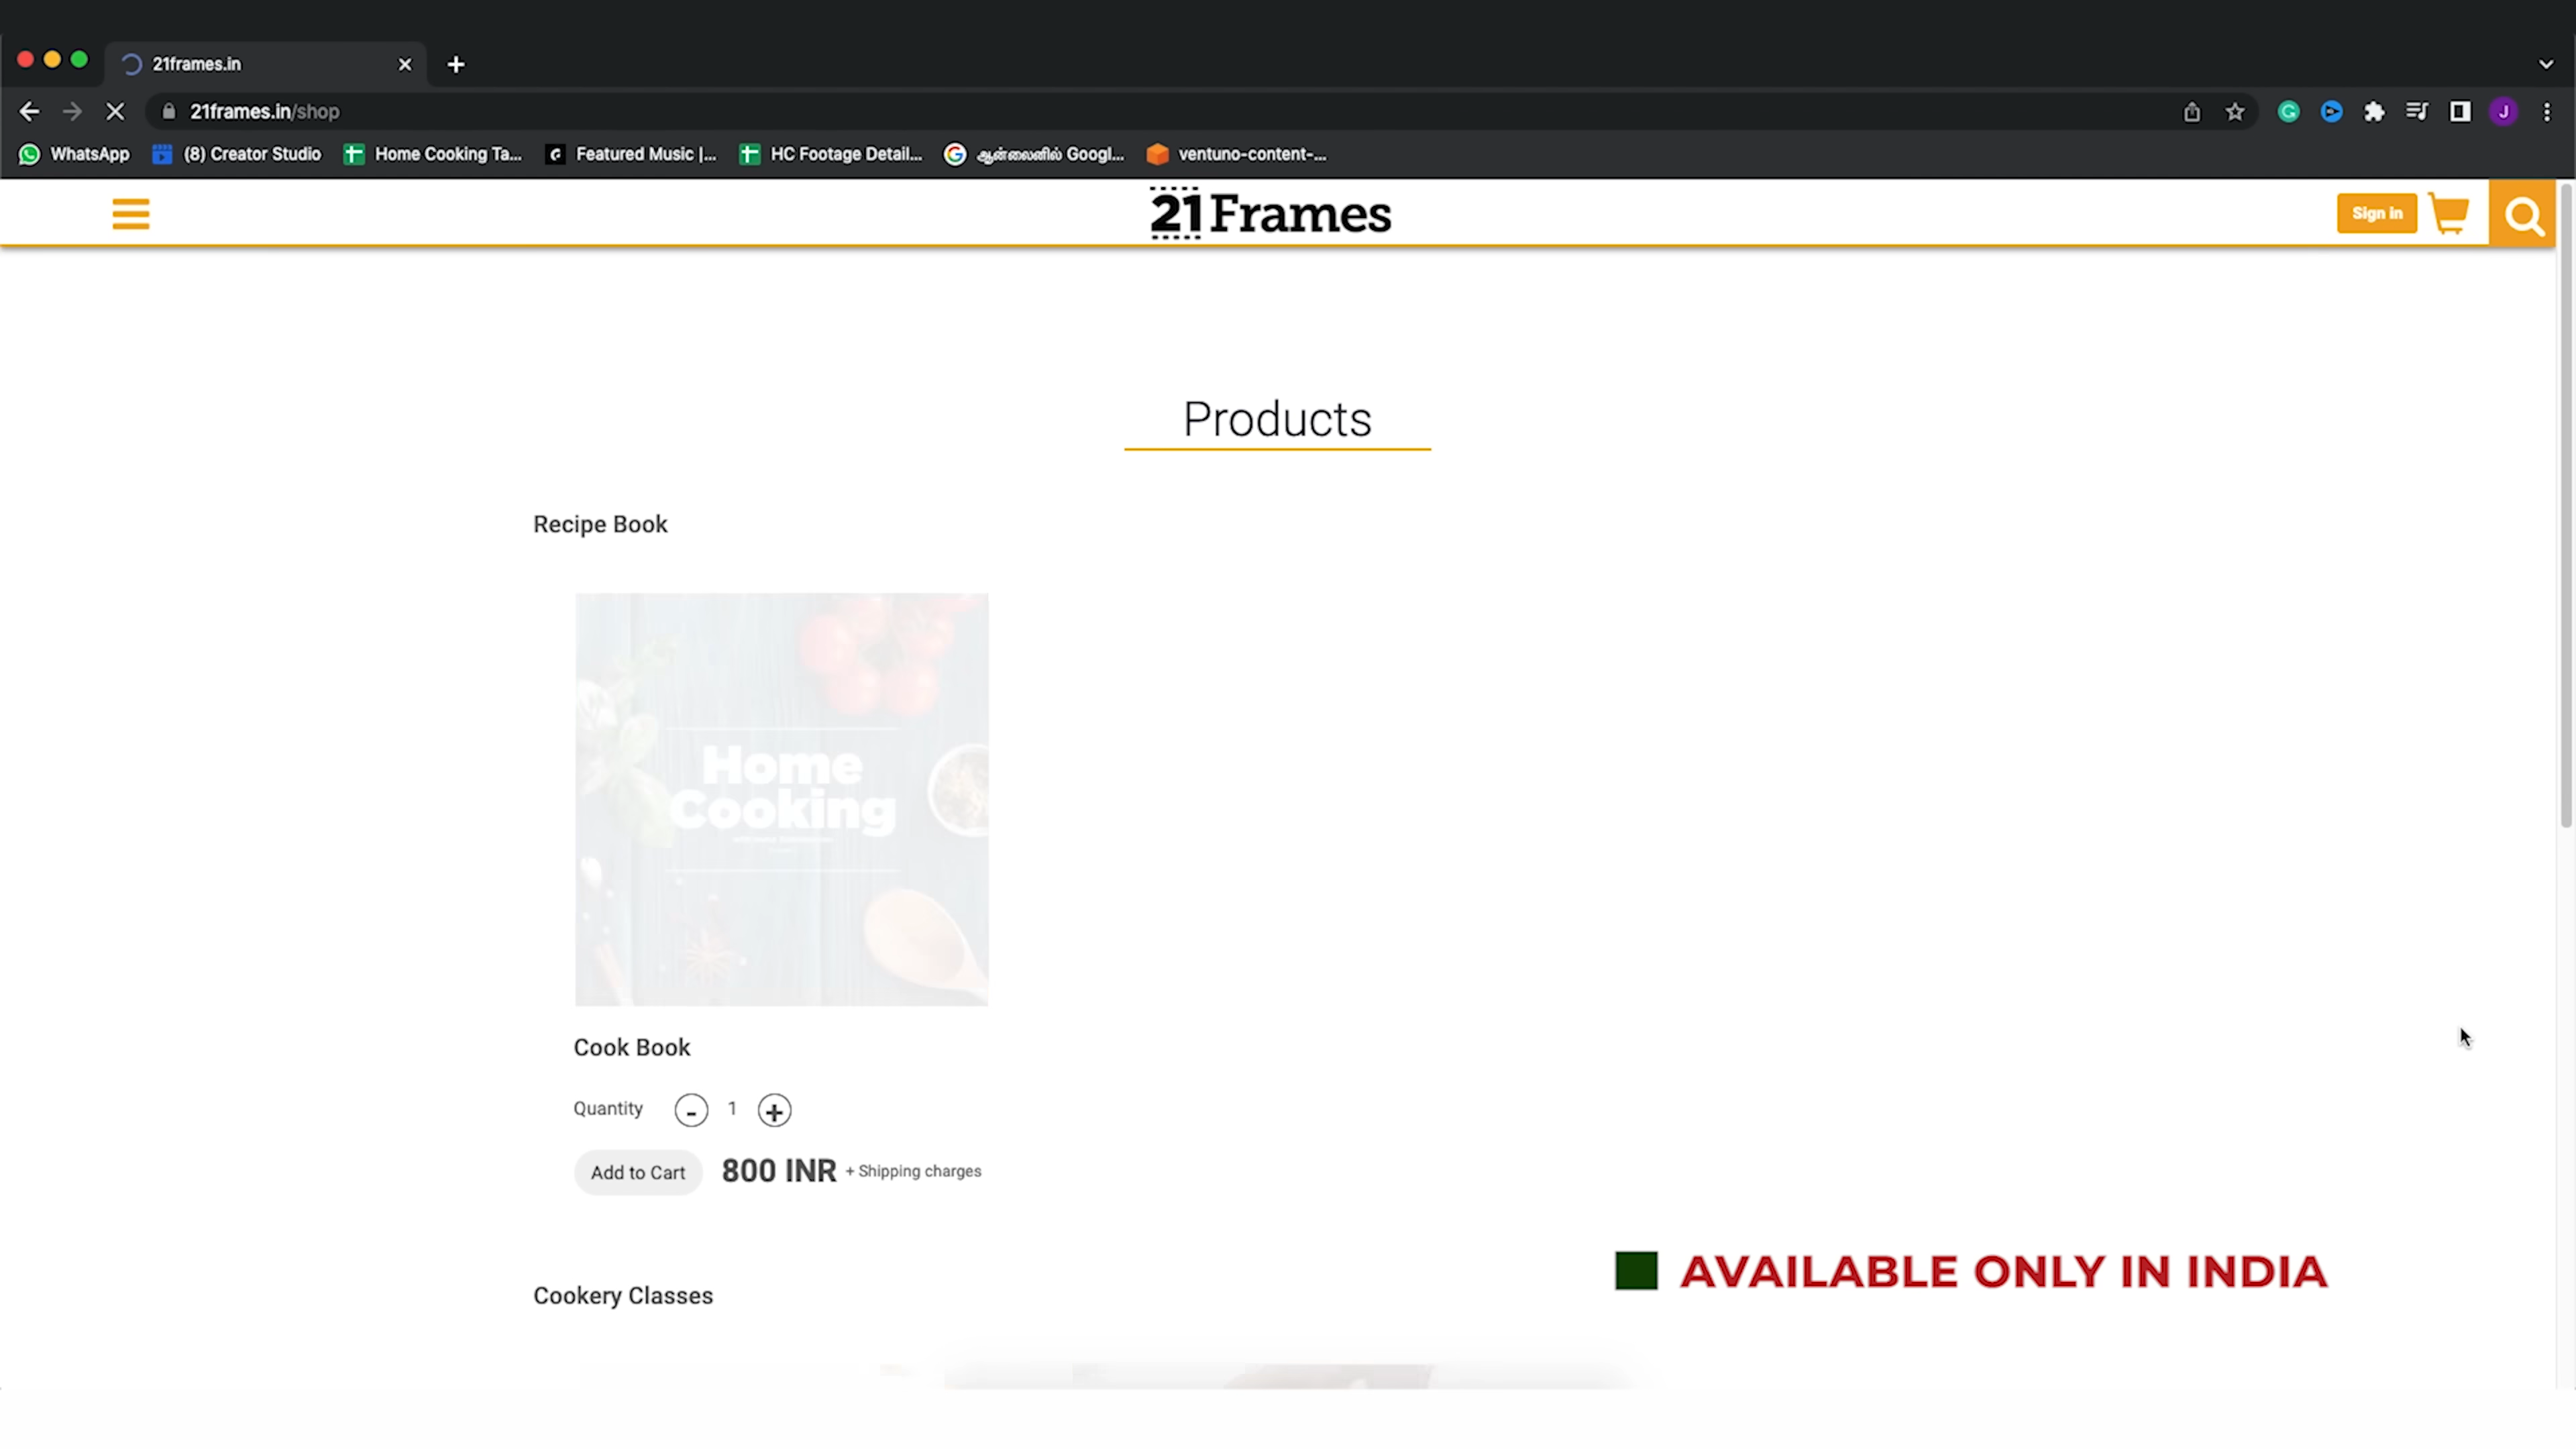 21frames.in
21frames.in/shop
WhatsApp
(8) Creator Studio
Home Cooking Ta...
Featured Music |...
HC Footage Detail...
ஆன்லைனில் Googl...
ventuno-content-...
21Frames
Sign in
J
Products
Recipe Book
Home
Cooking
Cook Book
Quantity - 1 +
Add to Cart 800 INR + Shipping charges
AVAILABLE ONLY IN INDIA
Cookery Classes